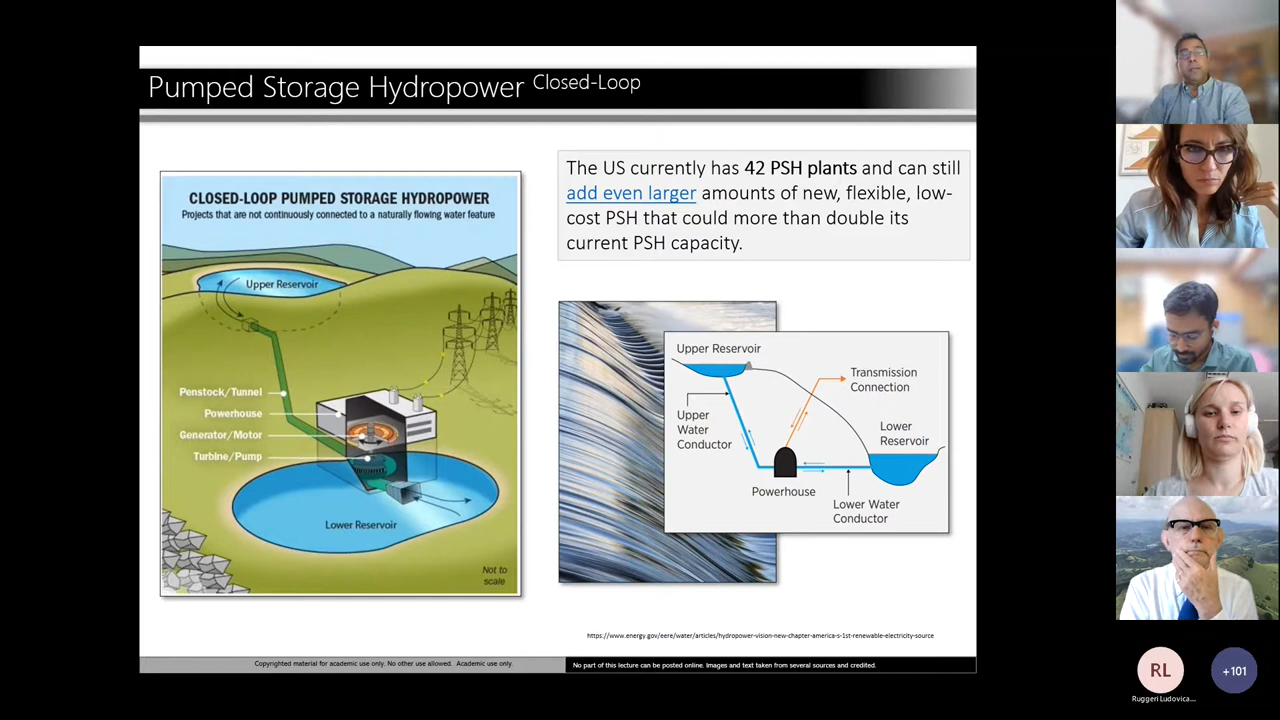 Pumped Storage Hydropower Closed-Loop
CLOSED-LOOP PUMPED STORAGE HYDROPOWER
Projects that are not continuously connected to a naturally flowing water feature
Upper Reservoir
Penstock/Tunnel
Powerhouse
Generator/Motor
Turbine/Pump
Lower Reservoir
Not to
scale
The US currently has 42 PSH plants and can still
add even larger amounts of new, flexible, low-
cost PSH that could more than double its
current PSH capacity.
Upper Reservoir
Transmission
Connection
Upper
Water
Conductor
Lower
Reservoir
Powerhouse
Lower Water
Conductor
https://www.energy.gov/eere/water/articles/hydropower-vision-new-chapter-america-s-1st-renewable-electricity-source
Copyrighted material for academic use only. No other use allowed. Academic use only.
No part of this lecture can be posted online. Images and text taken from several sources and credited.
RL
+101
Ruggeri Ludovica...